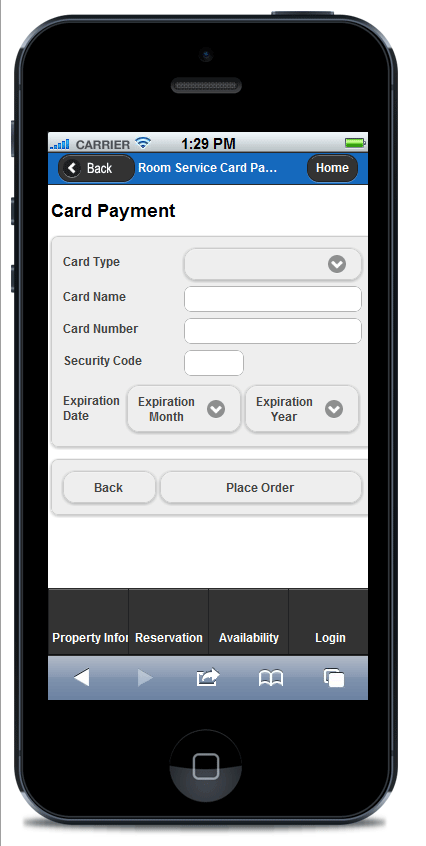 CARRIER 1:29 PM
Back Room Service Card Pa... Home
Card Payment
Card Type
Card Name
Card Number
Security Code
Expiration Date
Expiration Month
Expiration Year
Back Place Order
Property Infor Reservation Availability Login